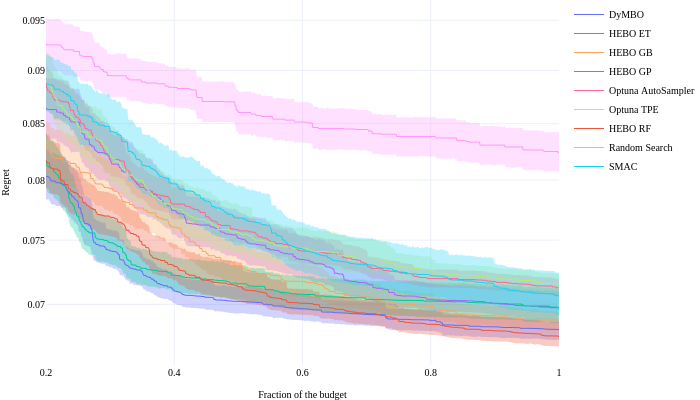 0.095
0.09
0.085
0.08
0.075
0.07
Regret
0.2
0.4
0.6
0.8
1
Fraction of the budget
DyMBO
HEBO ET
HEBO GB
HEBO GP
Optuna AutoSampler
Optuna TPE
HEBO RF
Random Search
SMAC